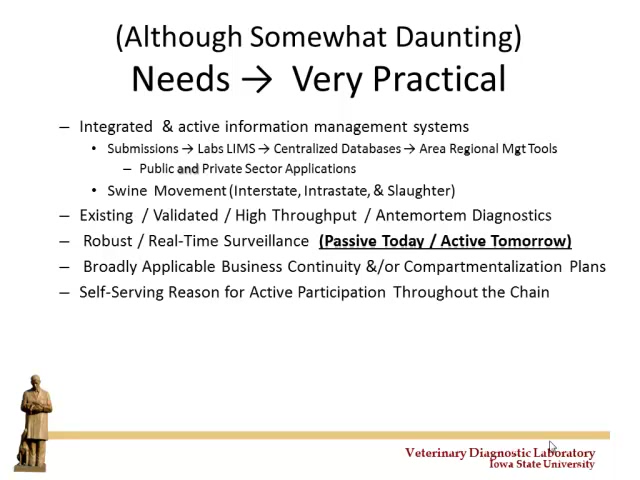 (Although Somewhat Daunting)
Needs → Very Practical
– Integrated & active information management systems
• Submissions → Labs LIMS → Centralized Databases → Area Regional Mgt Tools
– Public and Private Sector Applications
• Swine Movement (Interstate, Intrastate, & Slaughter)
– Existing / Validated / High Throughput / Antemortem Diagnostics
– Robust / Real-Time Surveillance (Passive Today / Active Tomorrow)
– Broadly Applicable Business Continuity &/or Compartmentalization Plans
– Self-Serving Reason for Active Participation Throughout the Chain
Veterinary Diagnostic Laboratory
Iowa State University